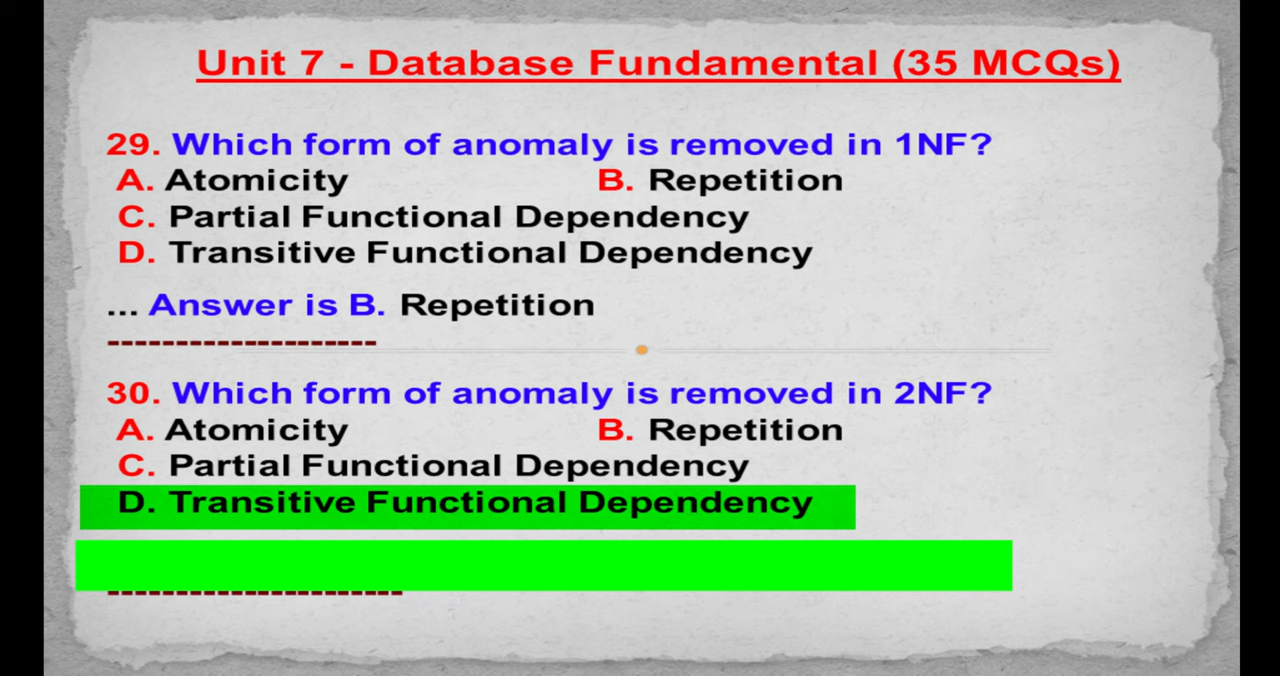 Unit 7 - Database Fundamental (35 MCQs)
29. Which form of anomaly is removed in 1NF?
A. Atomicity B. Repetition
C. Partial Functional Dependency
D. Transitive Functional Dependency
... Answer is B. Repetition
--------------------
30. Which form of anomaly is removed in 2NF?
A. Atomicity B. Repetition
C. Partial Functional Dependency
D. Transitive Functional Dependency
----------------------